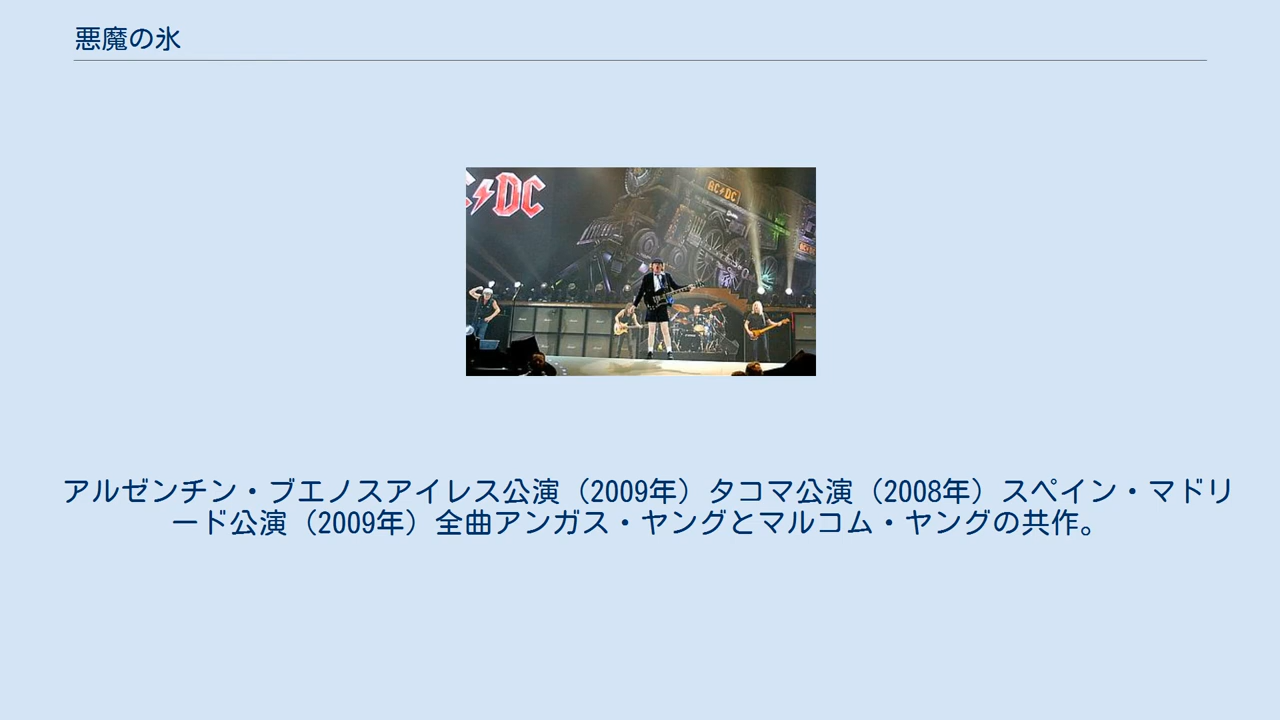 悪魔の氷
AC⚡DC
AC⚡DC
アルゼンチン・ブエノスアイレス公演（2009年）タコマ公演（2008年）スペイン・マドリ
ード公演（2009年）全曲アンガス・ヤングとマルコム・ヤングの共作。